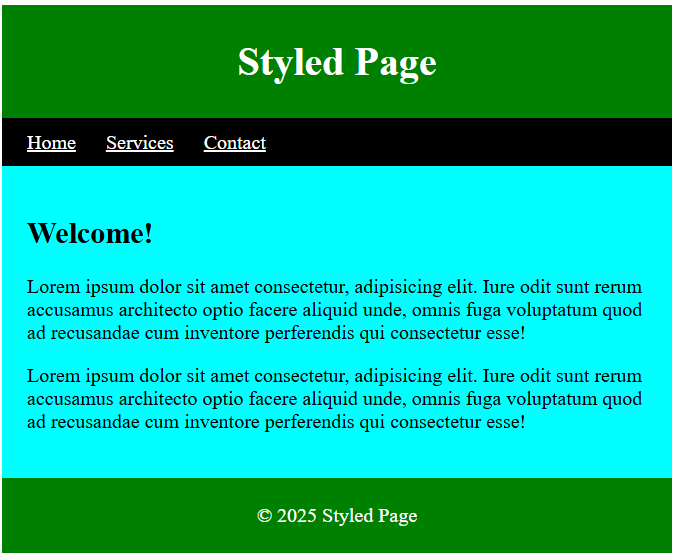 Styled Page
Home Services Contact
Welcome!
Lorem ipsum dolor sit amet consectetur, adipisicing elit. Iure odit sunt rerum
accusamus architecto optio facere aliquid unde, omnis fuga voluptatum quod
ad recusandae cum inventore perferendis qui consectetur esse!
Lorem ipsum dolor sit amet consectetur, adipisicing elit. Iure odit sunt rerum
accusamus architecto optio facere aliquid unde, omnis fuga voluptatum quod
ad recusandae cum inventore perferendis qui consectetur esse!
© 2025 Styled Page